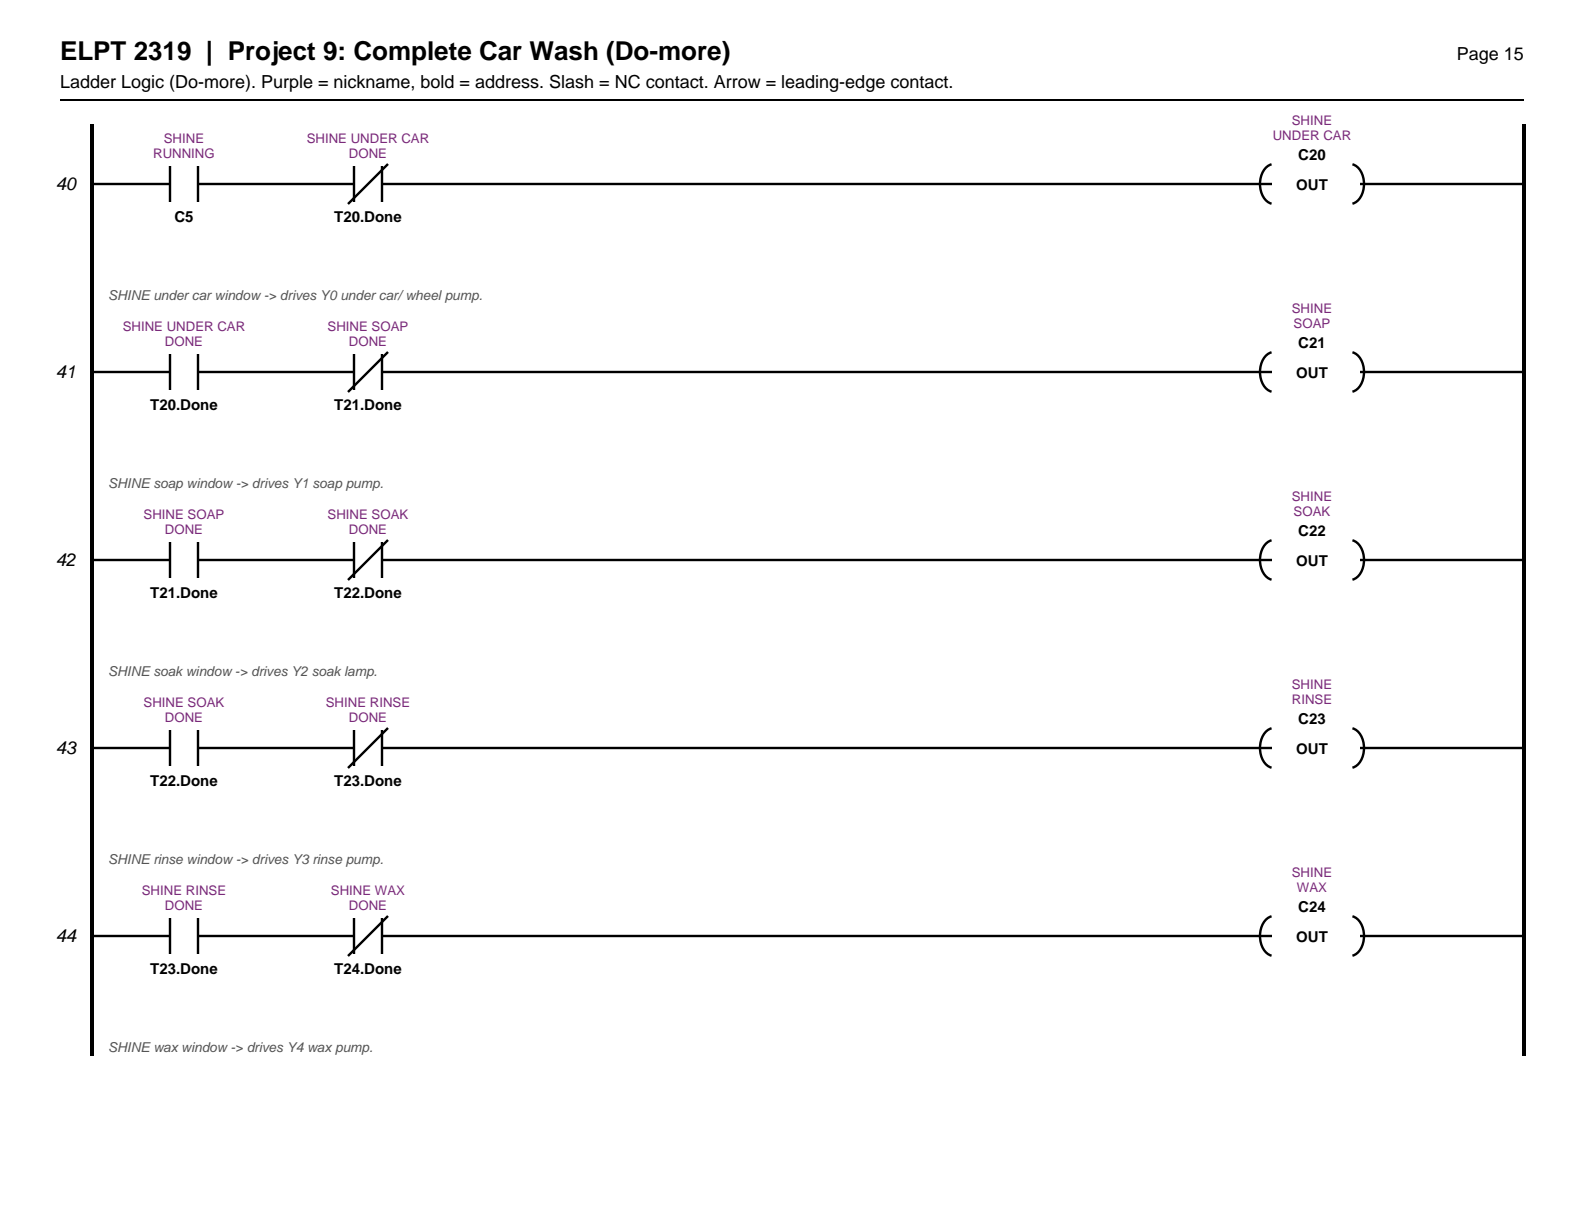 ELPT 2319 | Project 9: Complete Car Wash (Do-more)
Page 15
Ladder Logic (Do-more). Purple = nickname, bold = address. Slash = NC contact. Arrow = leading-edge contact.
SHINE
RUNNING
SHINE UNDER CAR
DONE
SHINE
UNDER CAR
C20
40
OUT
C5
T20.Done
SHINE under car window -> drives Y0 under car/ wheel pump.
SHINE UNDER CAR
DONE
SHINE SOAP
DONE
SHINE
SOAP
C21
41
OUT
T20.Done
T21.Done
SHINE soap window -> drives Y1 soap pump.
SHINE SOAP
DONE
SHINE SOAK
DONE
SHINE
SOAK
C22
42
OUT
T21.Done
T22.Done
SHINE soak window -> drives Y2 soak lamp.
SHINE SOAK
DONE
SHINE RINSE
DONE
SHINE
RINSE
C23
43
OUT
T22.Done
T23.Done
SHINE rinse window -> drives Y3 rinse pump.
SHINE RINSE
DONE
SHINE WAX
DONE
SHINE
WAX
C24
44
OUT
T23.Done
T24.Done
SHINE wax window -> drives Y4 wax pump.